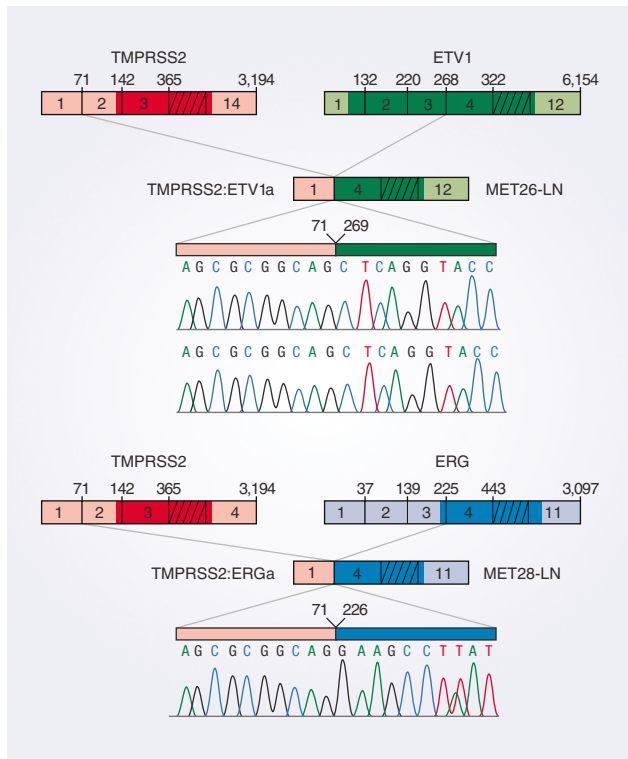 TMPRSS2 ETV1
71 142 365 3,194 132 220 268 322 6,154
1 2 3 14 1 2 3 4 12
TMPRSS2:ETV1a 1 4 12 MET26-LN
71 269
A G C G C G G C A G C T C A G G T A C C
A G C G C G G C A G C T C A G G T A C C
TMPRSS2 ERG
71 142 365 3,194 37 139 225 443 3,097
1 2 3 4 1 2 3 4 11
TMPRSS2:ERGa 1 4 11 MET28-LN
71 226
A G C G C G G C A G G A A G C C T T A T